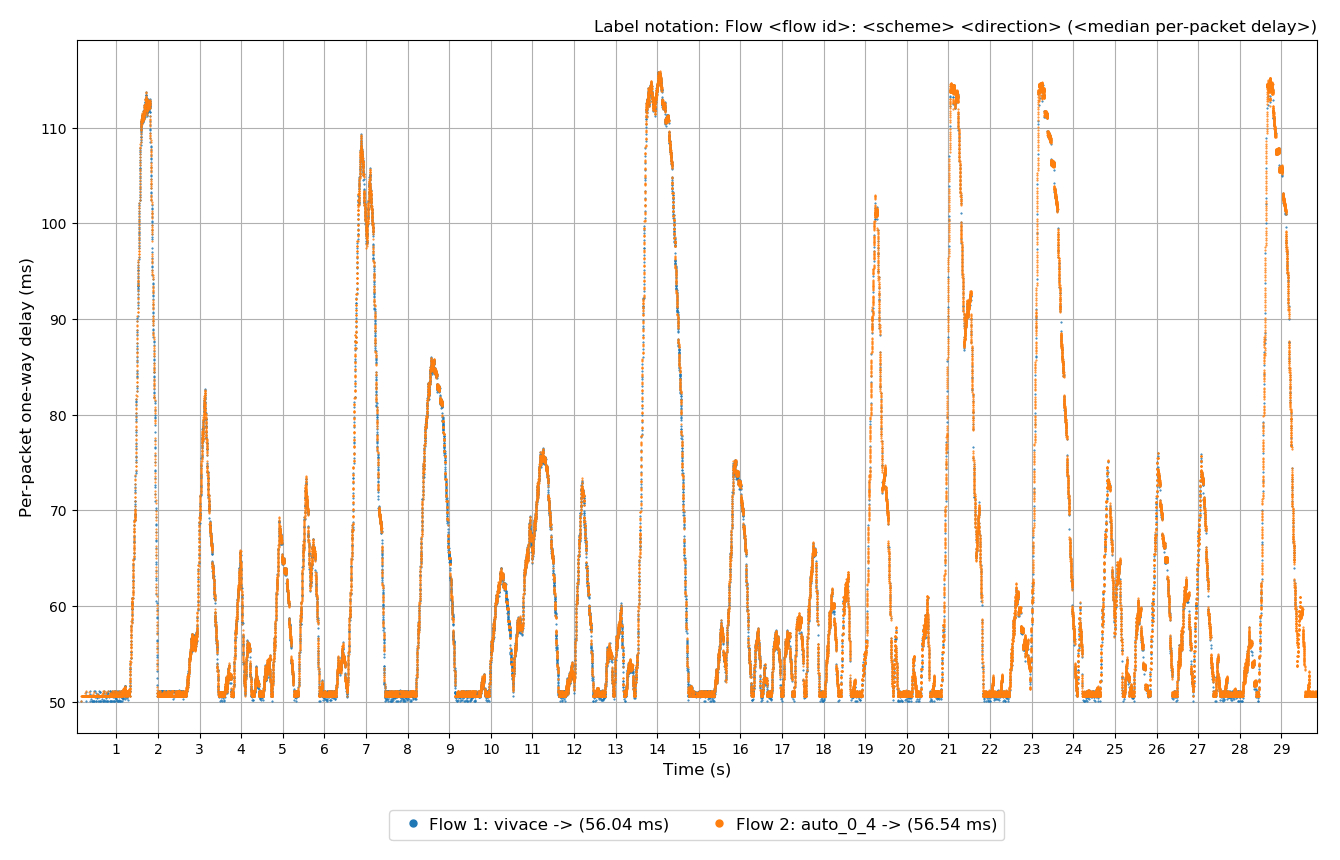 Label notation: Flow <flow id>: <scheme> <direction> (<median per-packet delay>)
Per-packet one-way delay (ms)
110
100
90
80
70
60
50
1 2 3 4 5 6 7 8 9 10 11 12 13 14 15 16 17 18 19 20 21 22 23 24 25 26 27 28 29
Time (s)
Flow 1: vivace -> (56.04 ms) Flow 2: auto_0_4 -> (56.54 ms)